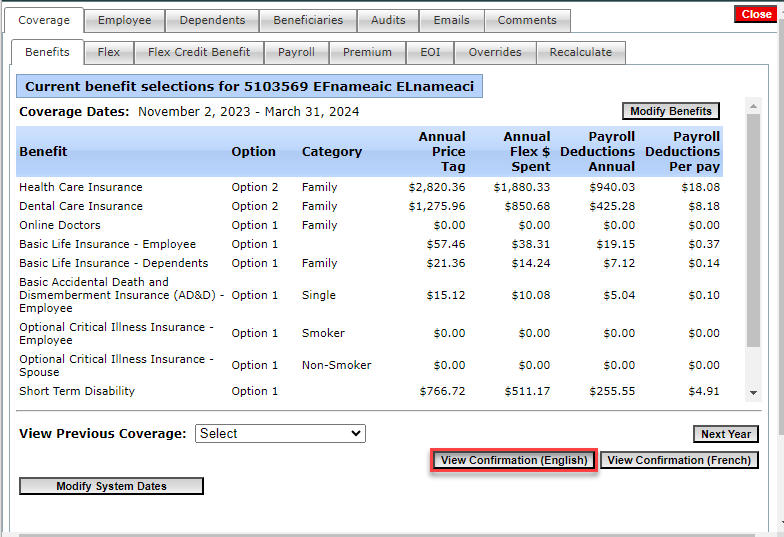 Coverage Employee Dependents Beneficiaries Audits Emails Comments Close
Benefits Flex Flex Credit Benefit Payroll Premium EOI Overrides Recalculate
Current benefit selections for 5103569 EFnameaic ELnameaci
Coverage Dates: November 2, 2023 - March 31, 2024 Modify Benefits
Annual Annual Payroll Payroll
Price Flex $ Deductions Deductions
Benefit Option Category Tag Spent Annual Per pay
Health Care Insurance Option 2 Family $2,820.36 $1,880.33 $940.03 $18.08
Dental Care Insurance Option 2 Family $1,275.96 $850.68 $425.28 $8.18
Online Doctors Option 1 Family $0.00 $0.00 $0.00 $0.00
Basic Life Insurance - Employee Option 1 $57.46 $38.31 $19.15 $0.37
Basic Life Insurance - Dependents Option 1 Family $21.36 $14.24 $7.12 $0.14
Basic Accidental Death and
Dismemberment Insurance (AD&D) - Option 1 Single $15.12 $10.08 $5.04 $0.10
Employee
Optional Critical Illness Insurance -
Employee Option 1 Smoker $0.00 $0.00 $0.00 $0.00
Optional Critical Illness Insurance -
Spouse Option 1 Non-Smoker $0.00 $0.00 $0.00 $0.00
Short Term Disability Option 1 $766.72 $511.17 $255.55 $4.91
View Previous Coverage: Select Next Year
View Confirmation (English) View Confirmation (French)
Modify System Dates